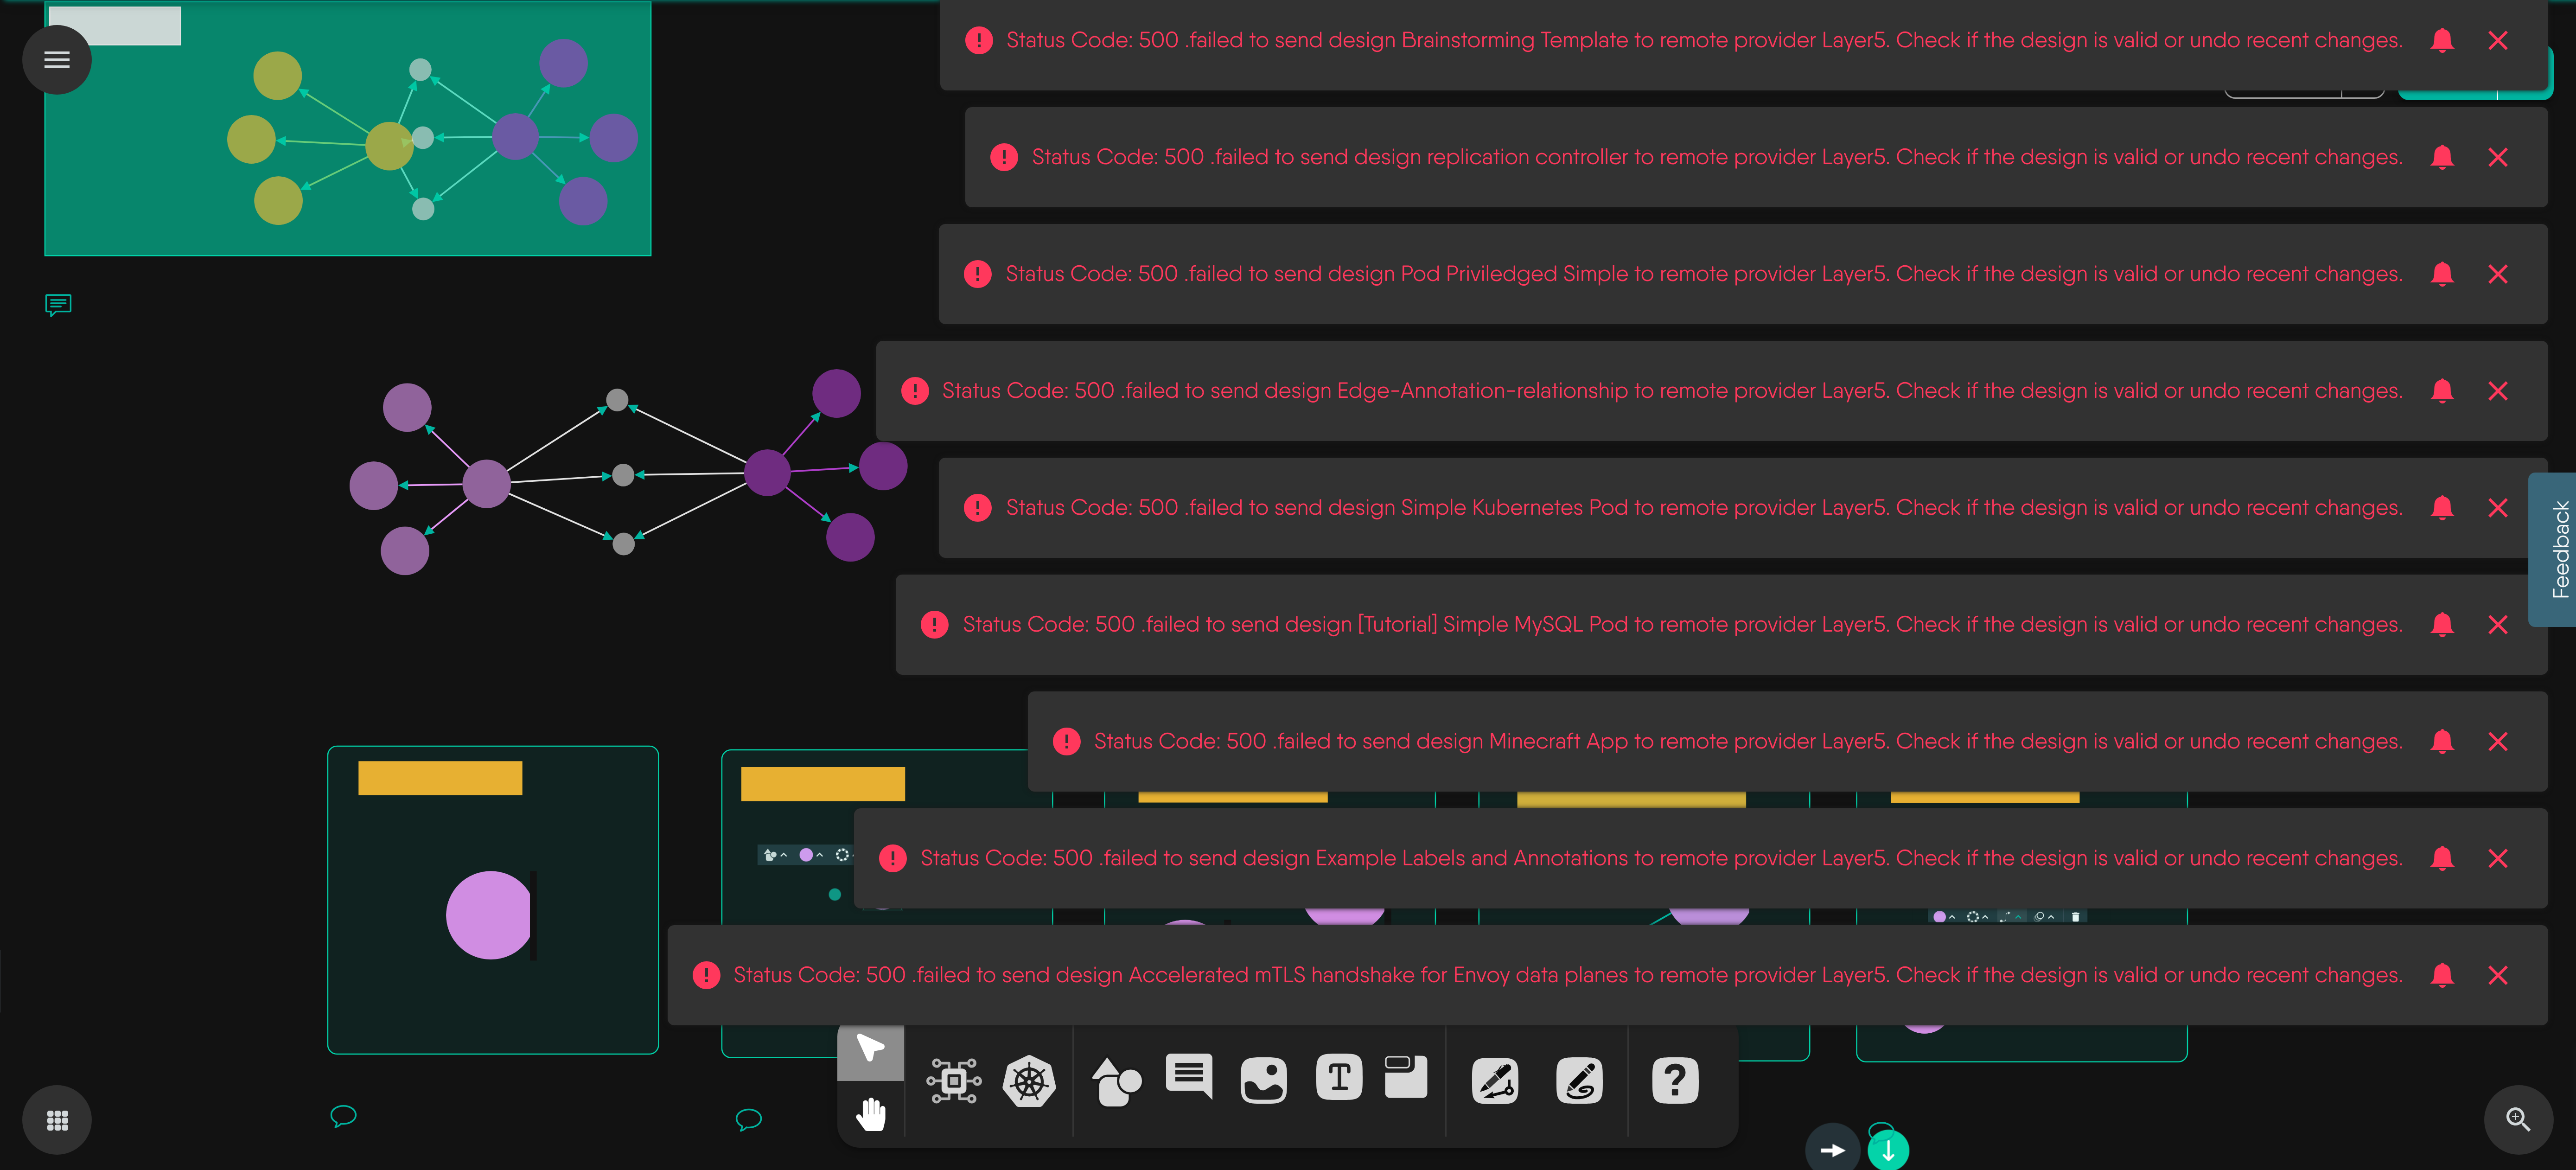 Status Code: 500 .failed to send design Brainstorming Template to remote provider Layer5. Check if the design is valid or undo recent changes.
Status Code: 500 .failed to send design replication controller to remote provider Layer5. Check if the design is valid or undo recent changes.
Status Code: 500 .failed to send design Pod Priviledged Simple to remote provider Layer5. Check if the design is valid or undo recent changes.
Status Code: 500 .failed to send design Edge-Annotation-relationship to remote provider Layer5. Check if the design is valid or undo recent changes.
Status Code: 500 .failed to send design Simple Kubernetes Pod to remote provider Layer5. Check if the design is valid or undo recent changes.
Feedback
Status Code: 500 .failed to send design [Tutorial] Simple MySQL Pod to remote provider Layer5. Check if the design is valid or undo recent changes.
Status Code: 500 .failed to send design Minecraft App to remote provider Layer5. Check if the design is valid or undo recent changes.
Status Code: 500 .failed to send design Example Labels and Annotations to remote provider Layer5. Check if the design is valid or undo recent changes.
Status Code: 500 .failed to send design Accelerated mTLS handshake for Envoy data planes to remote provider Layer5. Check if the design is valid or undo recent changes.